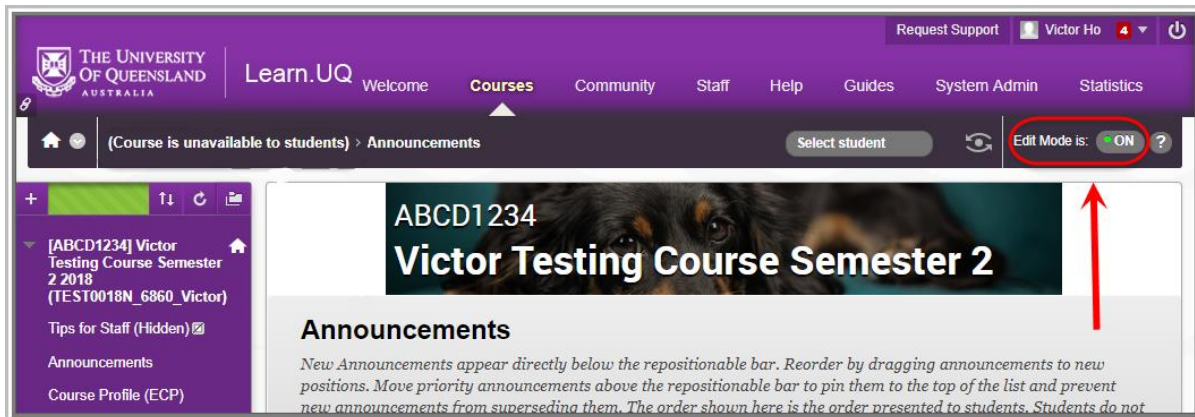 Request Support Victor Ho 4
THE UNIVERSITY
OF QUEENSLAND
AUSTRALIA
Learn.UQ Welcome Courses Community Staff Help Guides System Admin Statistics
(Course is unavailable to students) > Announcements Select student Edit Mode is: ON ?
ABCD1234
Victor Testing Course Semester 2
[ABCD1234] Victor
Testing Course Semester
2 2018
(TEST0018N_6860_Victor)
Tips for Staff (Hidden)
Announcements
Course Profile (ECP)
Announcements
New Announcements appear directly below the repositionable bar. Reorder by dragging announcements to new
positions. Move priority announcements above the repositionable bar to pin them to the top of the list and prevent
new announcements from superseding them. The order shown here is the order presented to students. Students do not